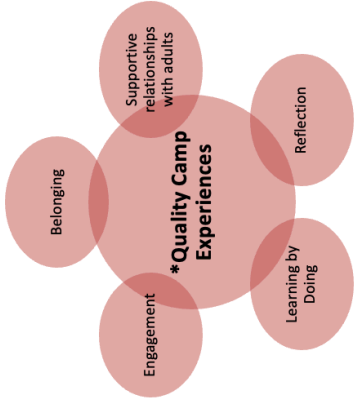 Belonging
Supportive
relationships
with adults
Reflection
Learning by
Doing
Engagement
*Quality Camp
Experiences